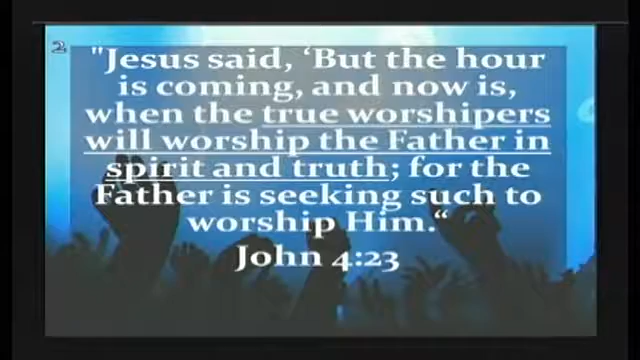 2
"Jesus said, ‘But the hour
is coming, and now is,
when the true worshipers
will worship the Father in
spirit and truth; for the
Father is seeking such to
worship Him.“
John 4:23